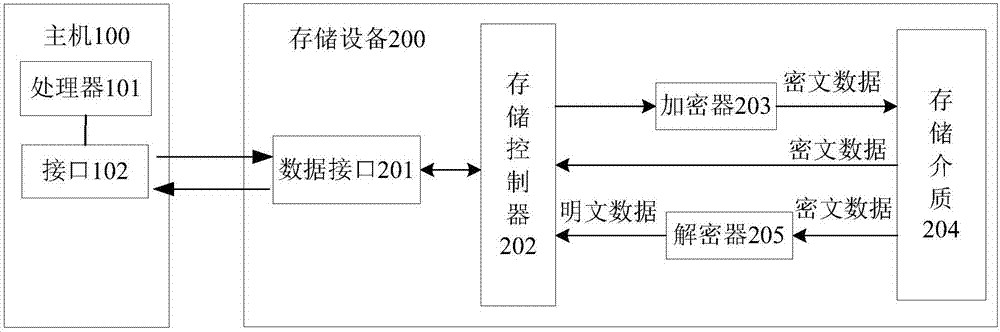 主机100
处理器101
接口102
存储设备200
数据接口201
存储控制器202
加密器203
密文数据
密文数据
明文数据
解密器205
密文数据
存储介质204